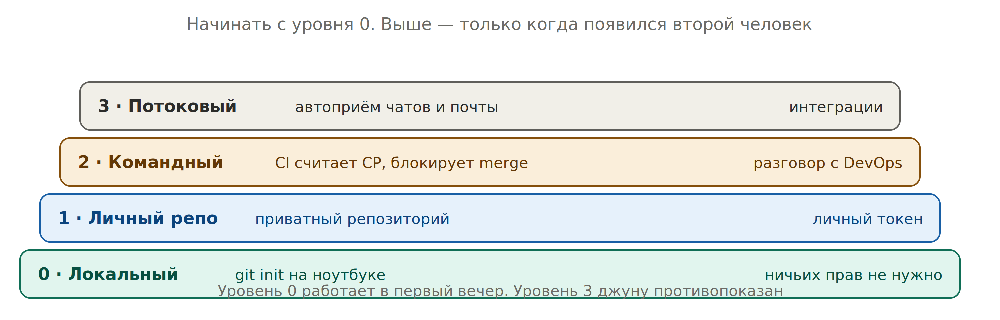 Начинать с уровня 0. Выше — только когда появился второй человек
3 · Потоковый автоприём чатов и почты интеграции
2 · Командный CI считает CP, блокирует merge разговор с DevOps
1 · Личный репо приватный репозиторий личный токен
0 · Локальный git init на ноутбуке ничьих прав не нужно
Уровень 0 работает в первый вечер. Уровень 3 джуну противопоказан